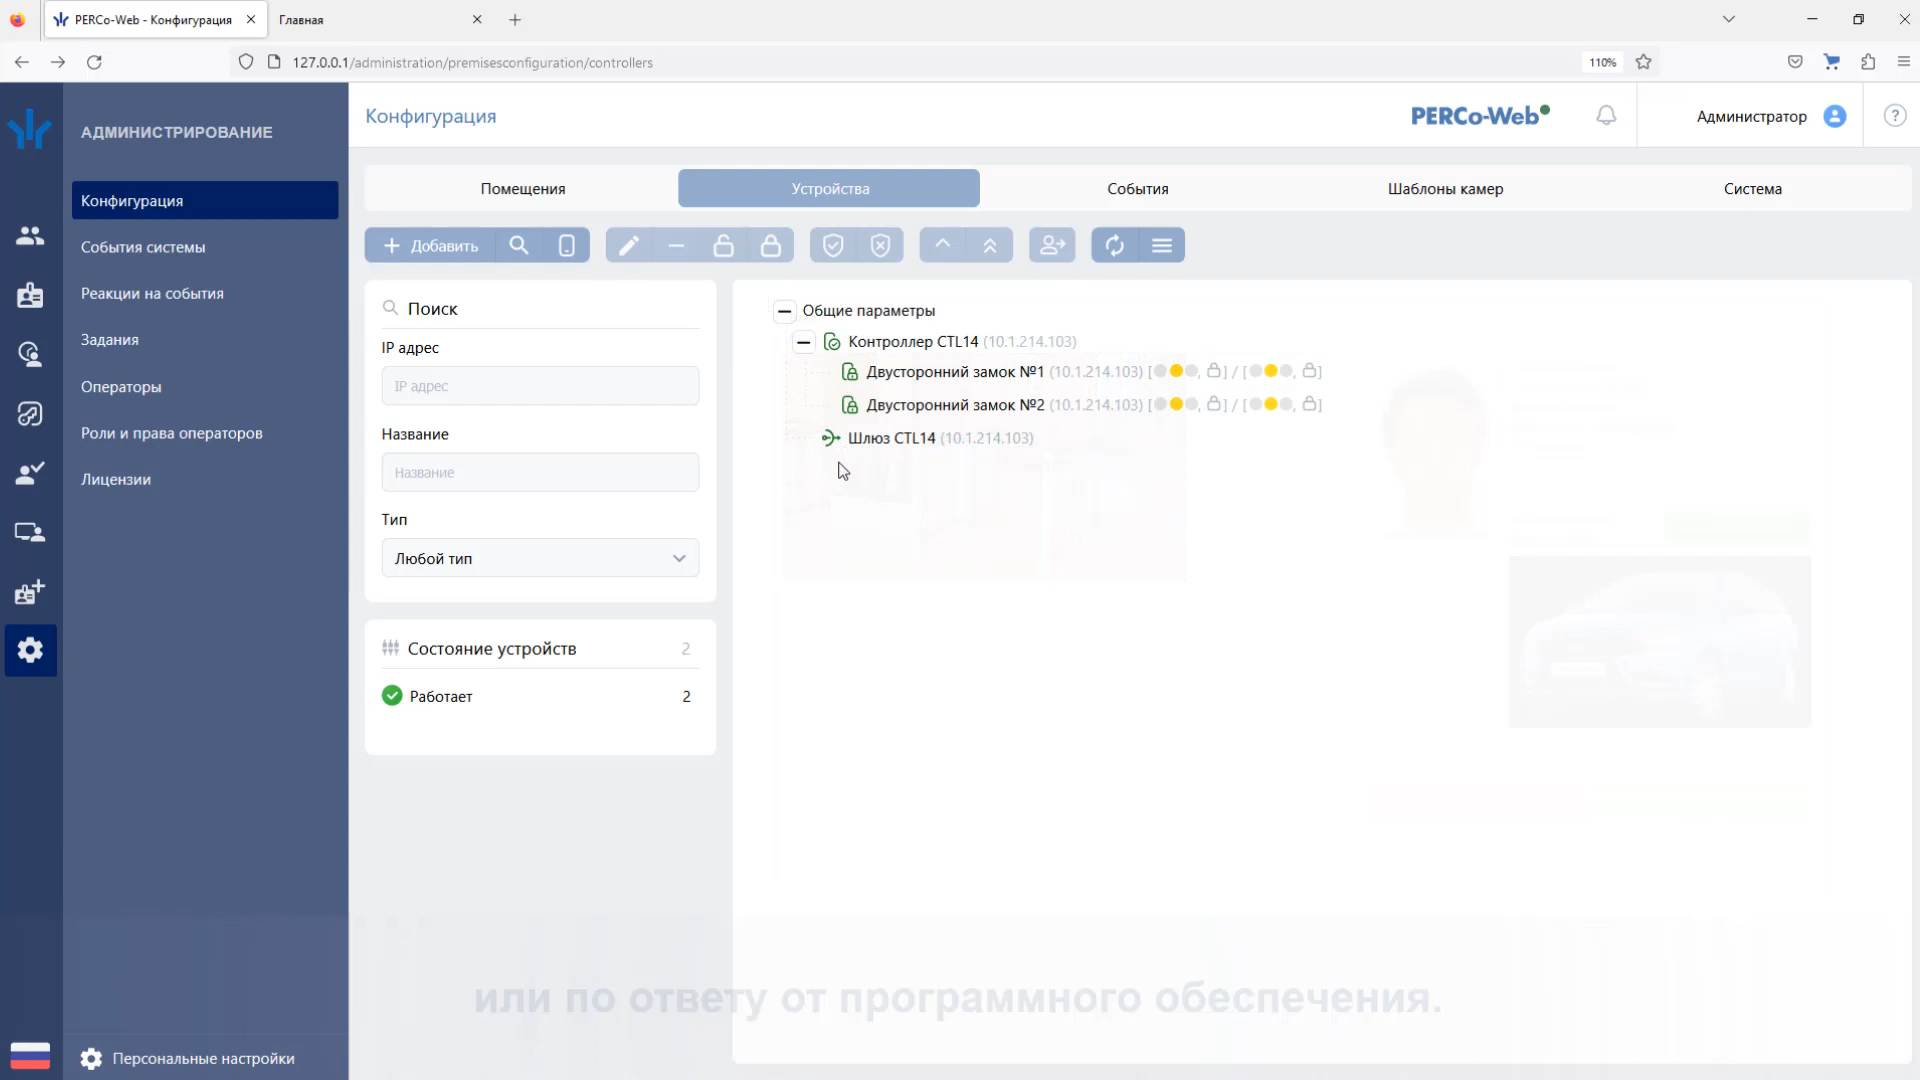 PERCo-Web - Конфигурация
Главная
127.0.0.1/administration/premisesconfiguration/controllers
110%
АДМИНИСТРИРОВАНИЕ
Конфигурация
События системы
Реакции на события
Задания
Операторы
Роли и права операторов
Лицензии
Персональные настройки
Конфигурация
PERCo-Web
Администратор
?
Помещения
Устройства
События
Шаблоны камер
Система
Добавить
Поиск
IP адрес
IP адрес
Название
Название
Тип
Любой тип
Состояние устройств 2
Работает 2
Общие параметры
Контроллер CTL14 (10.1.214.103)
Двусторонний замок №1 (10.1.214.103) [ , ] / [ , ]
Двусторонний замок №2 (10.1.214.103) [ , ] / [ , ]
Шлюз CTL14 (10.1.214.103)
или по ответу от программного обеспечения.